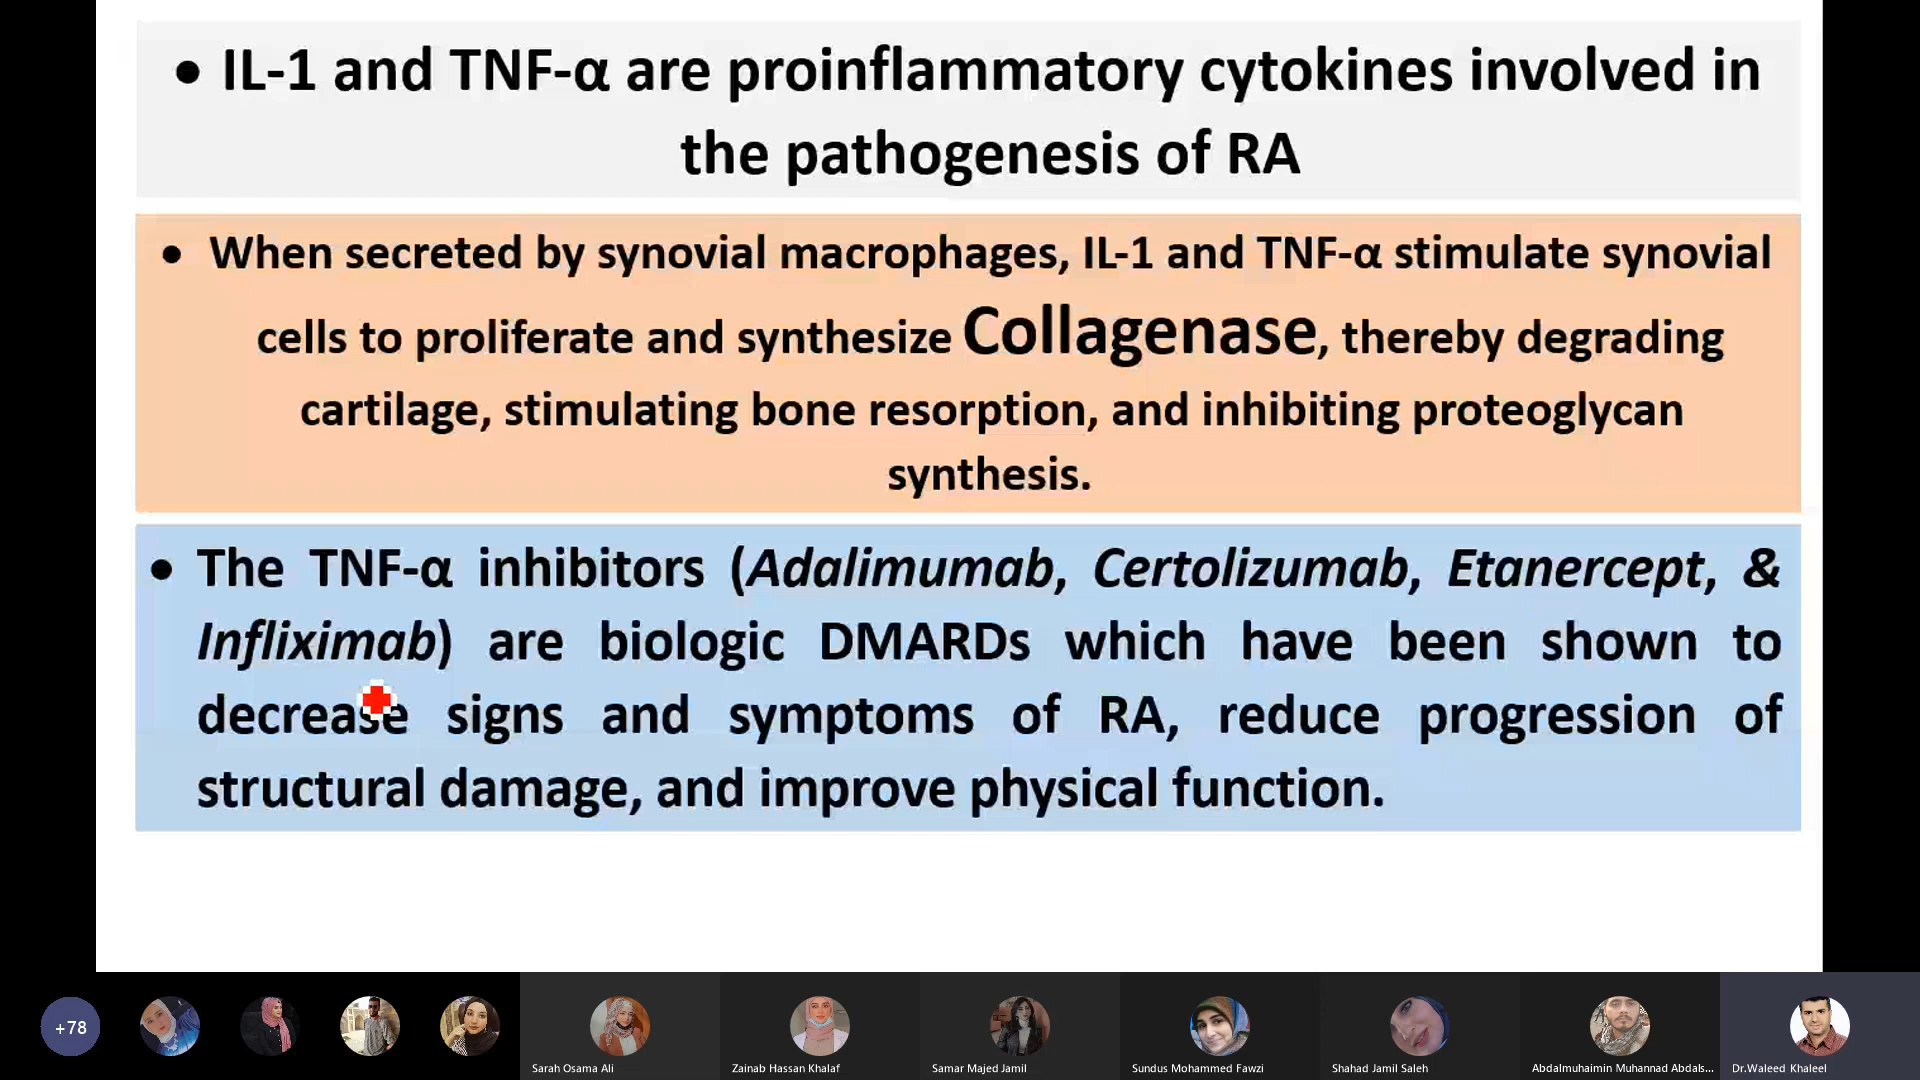 • IL-1 and TNF-α are proinflammatory cytokines involved in
the pathogenesis of RA
• When secreted by synovial macrophages, IL-1 and TNF-α stimulate synovial
cells to proliferate and synthesize Collagenase, thereby degrading
cartilage, stimulating bone resorption, and inhibiting proteoglycan
synthesis.
• The TNF-α inhibitors (Adalimumab, Certolizumab, Etanercept, &
Infliximab) are biologic DMARDs which have been shown to
decrease signs and symptoms of RA, reduce progression of
structural damage, and improve physical function.
+78
Sarah Osama Ali
Zainab Hassan Khalaf
Samar Majed Jamil
Sundus Mohammed Fawzi
Shahad Jamil Saleh
Abdalmuhaimin Muhannad Abdals...
Dr.Waleed Khaleel